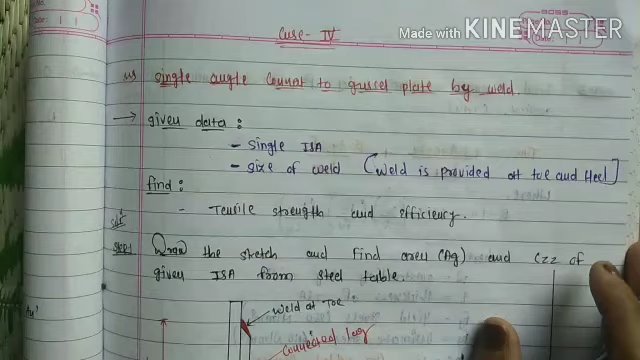 Made with KINEMASTER
Case - IV
single angle connect to gusset plate by weld.
→ given data :
- single ISA
- size of weld [Weld is provided at Toe and Heel]
find :
- Tensile strength and efficiency.
step:1 Draw the sketch and find area (Ag) and Czz of
given ISA from steel table.
weld at Toe
connected leg